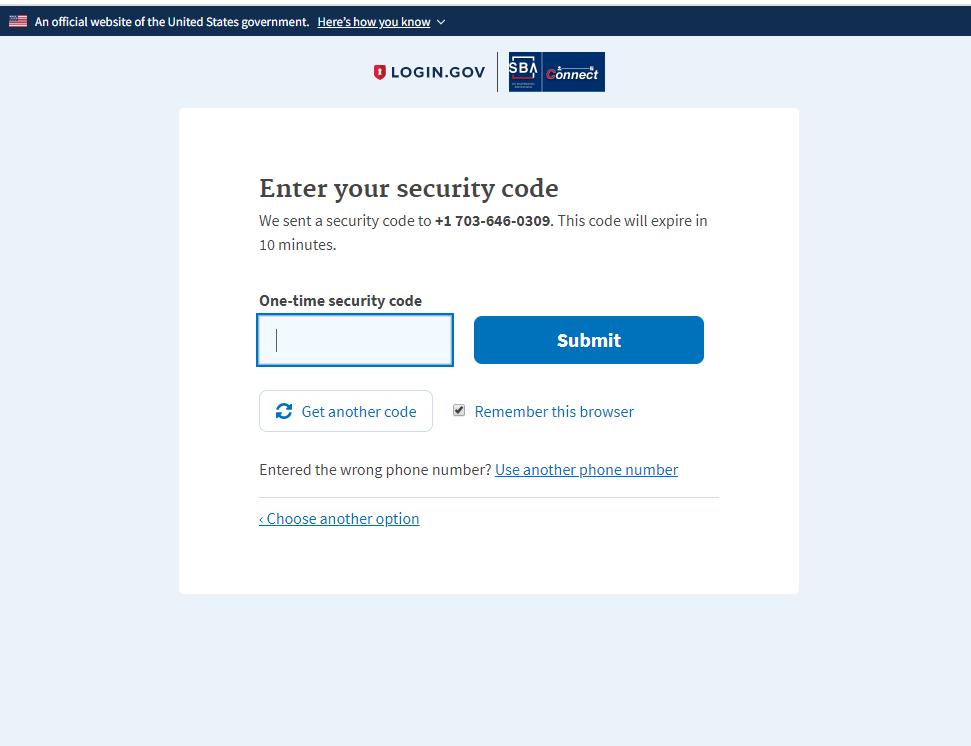 An official website of the United States government. Here's how you know
LOGIN.GOV SBA Connect
Enter your security code
We sent a security code to +1 703-646-0309. This code will expire in
10 minutes.
One-time security code
Submit
Get another code Remember this browser
Entered the wrong phone number? Use another phone number
‹ Choose another option